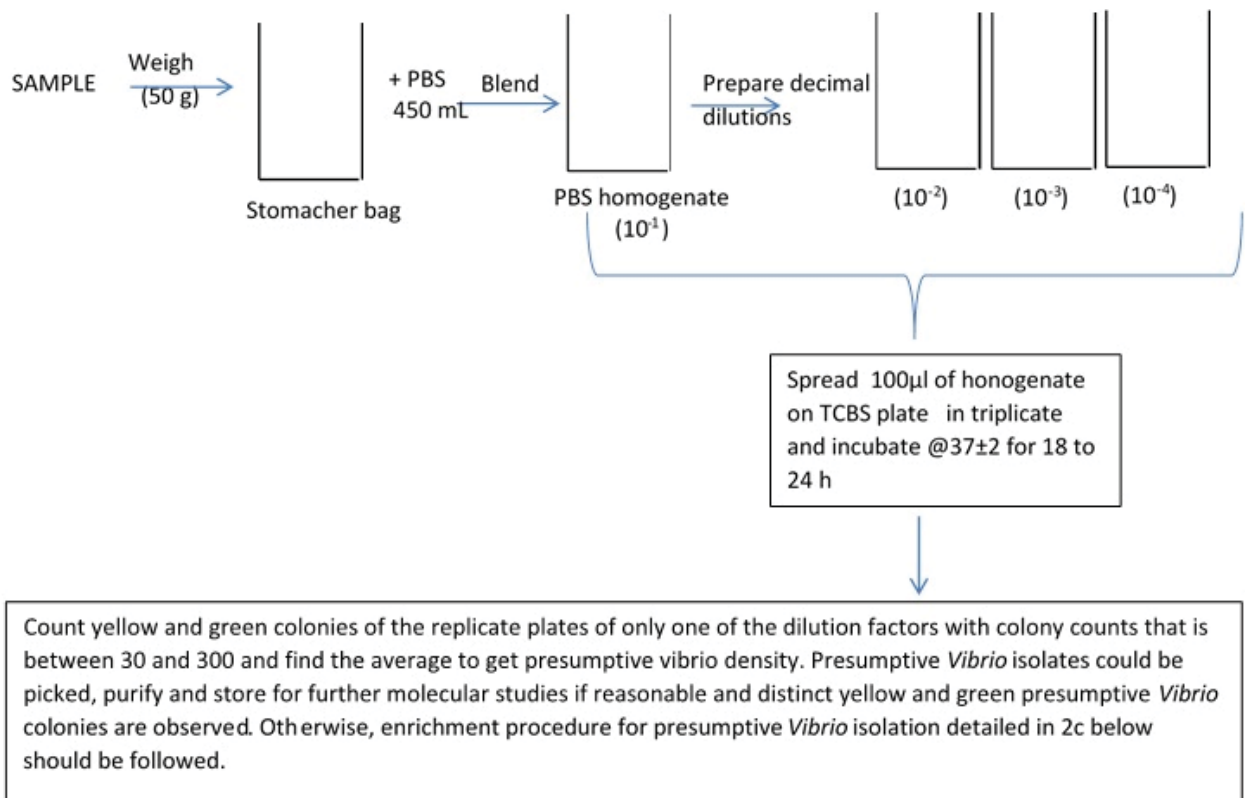 SAMPLE
Weigh
(50 g)
Stomacher bag
+ PBS
450 mL
Blend
PBS homogenate
(10⁻¹)
Prepare decimal
dilutions
(10⁻²)
(10⁻³)
(10⁻⁴)
Spread 100µl of honogenate
on TCBS plate in triplicate
and incubate @37±2 for 18 to
24 h
Count yellow and green colonies of the replicate plates of only one of the dilution factors with colony counts that is
between 30 and 300 and find the average to get presumptive vibrio density. Presumptive Vibrio isolates could be
picked, purify and store for further molecular studies if reasonable and distinct yellow and green presumptive Vibrio
colonies are observed. Otherwise, enrichment procedure for presumptive Vibrio isolation detailed in 2c below
should be followed.